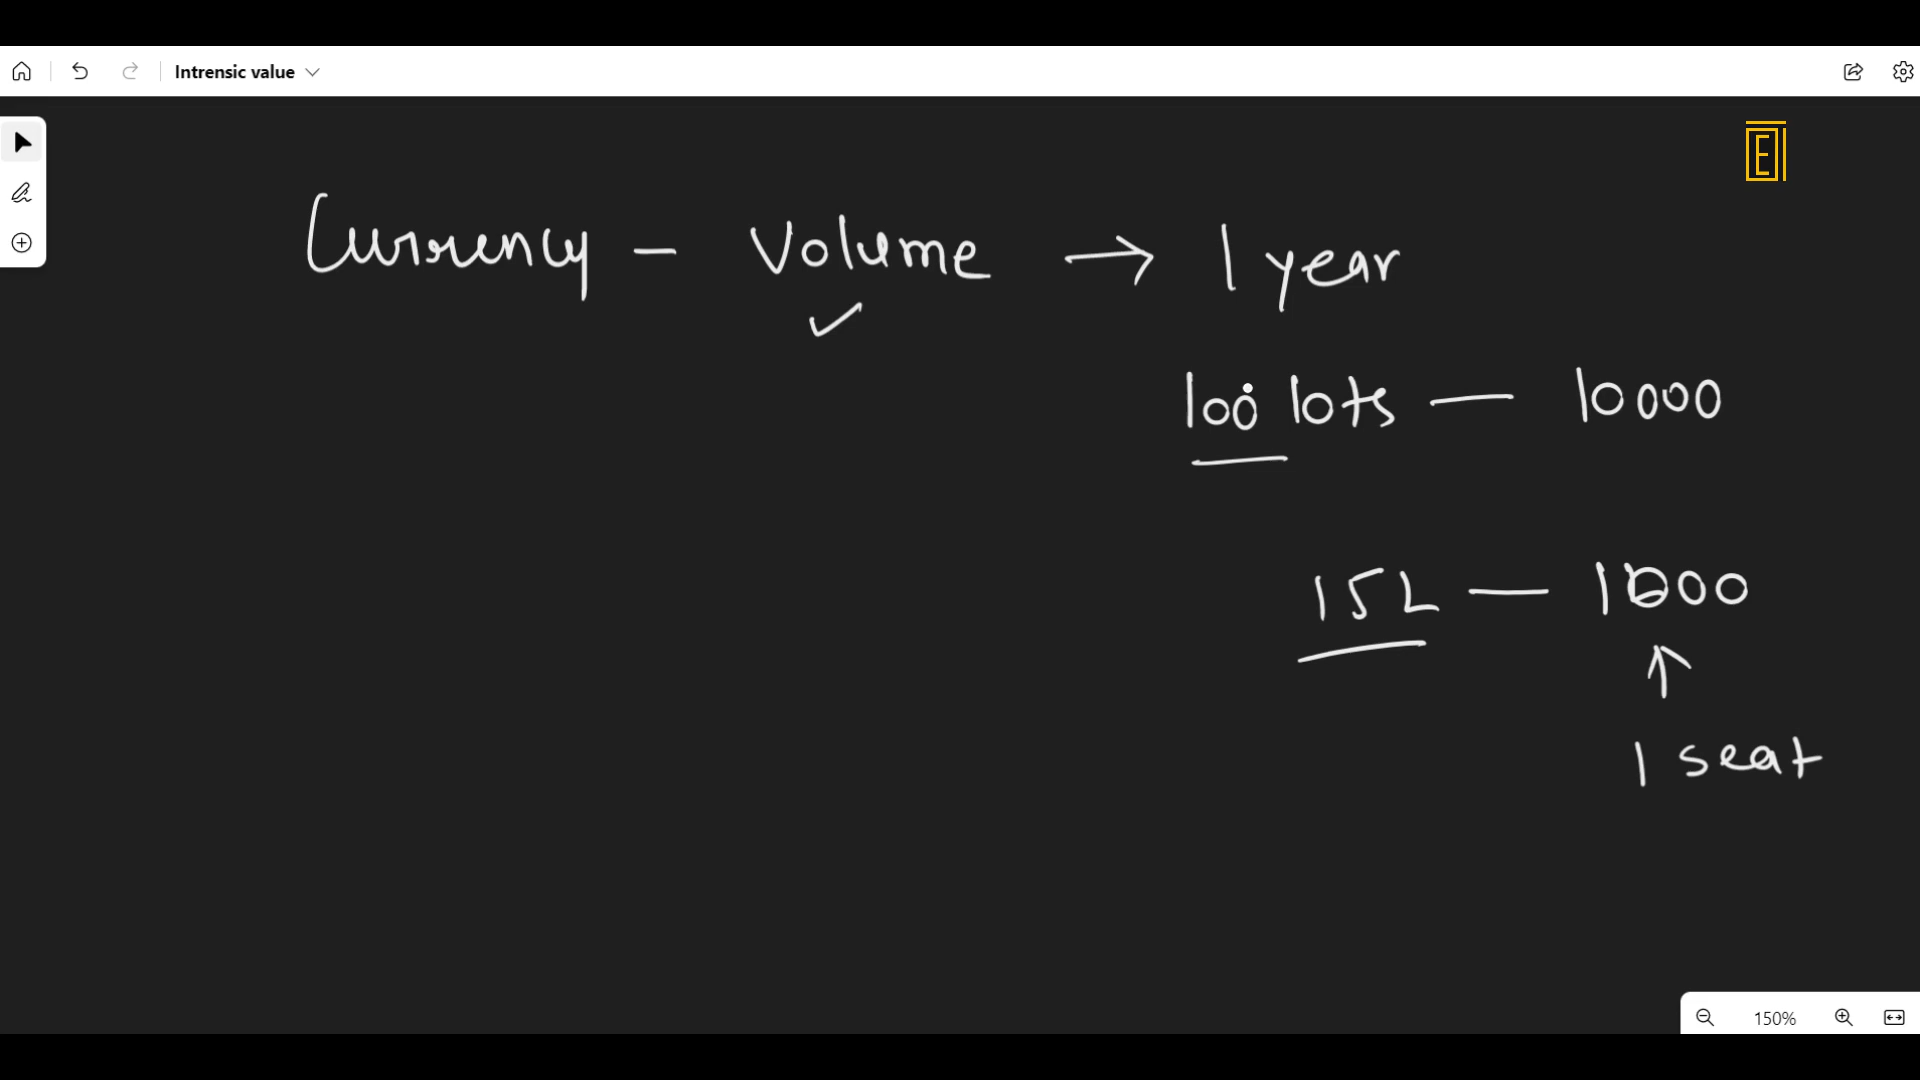 Intrensic value
E
Currency - Volume → 1 year
100 lots — 10000
15L — 1000
↑
1 seat
150%